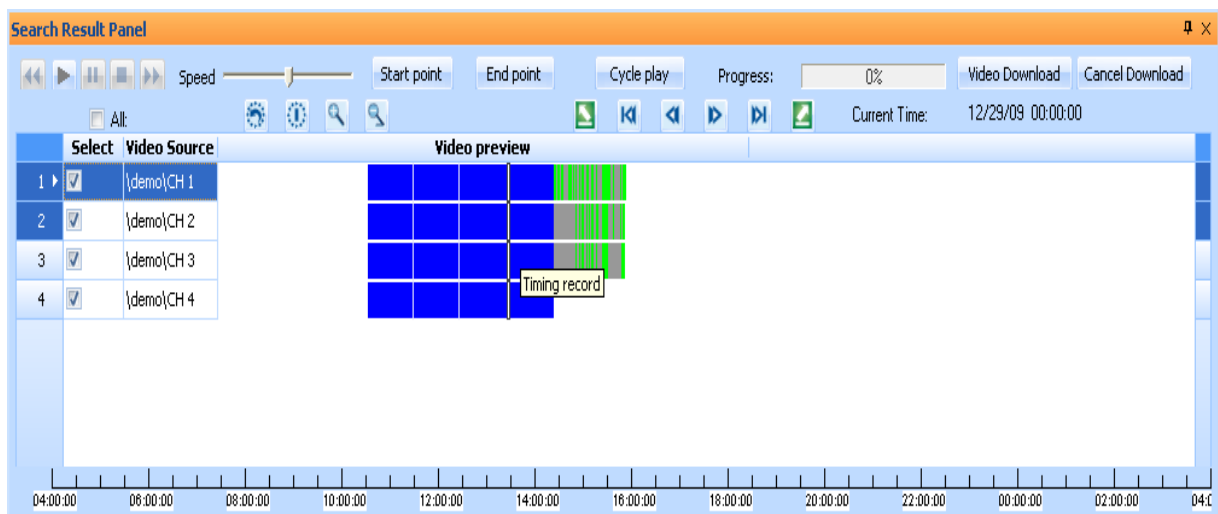 Search Result Panel
Speed Start point End point Cycle play Progress: 0% Video Download Cancel Download
All: Current Time: 12/29/09 00:00:00
Select Video Source Video preview
1 \demo\CH 1
2 \demo\CH 2
3 \demo\CH 3
Timing record
4 \demo\CH 4
04:00:00 06:00:00 08:00:00 10:00:00 12:00:00 14:00:00 16:00:00 18:00:00 20:00:00 22:00:00 00:00:00 02:00:00